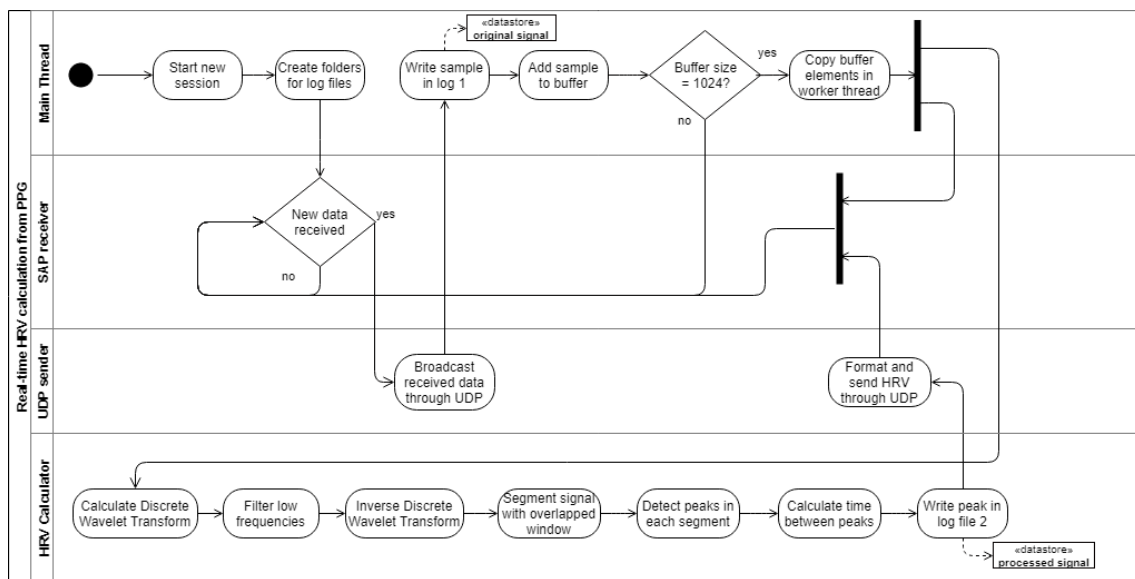 Real-time HRV calculation from PPG
Main Thread
Start new
session
Create folders
for log files
«datastore»
original signal
Write sample
in log 1
Add sample
to buffer
Buffer size
= 1024?
yes
no
Copy buffer
elements in
worker thread
SAP receiver
New data
received
yes
no
UDP sender
Broadcast
received data
through UDP
Format and
send HRV
through UDP
HRV Calculator
Calculate Discrete
Wavelet Transform
Filter low
frequencies
Inverse Discrete
Wavelet Transform
Segment signal
with overlapped
window
Detect peaks in
each segment
Calculate time
between peaks
Write peak in
log file 2
«datastore»
processed signal